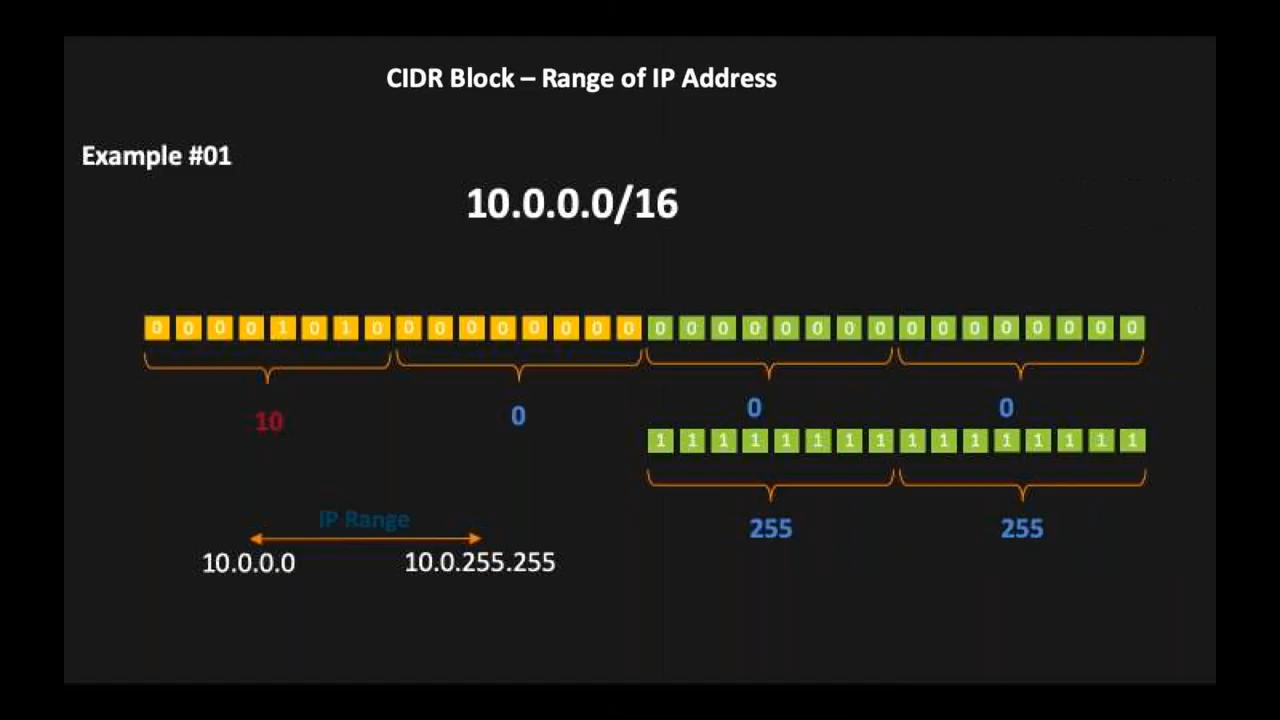 CIDR Block – Range of IP Address
Example #01
10.0.0.0/16
0 0 0 0 1 0 1 0 0 0 0 0 0 0 0 0 0 0 0 0 0 0 0 0 0 0 0 0 0 0 0 0
10 0 0 0
1 1 1 1 1 1 1 1 1 1 1 1 1 1 1 1
255 255
IP Range
10.0.0.0 10.0.255.255